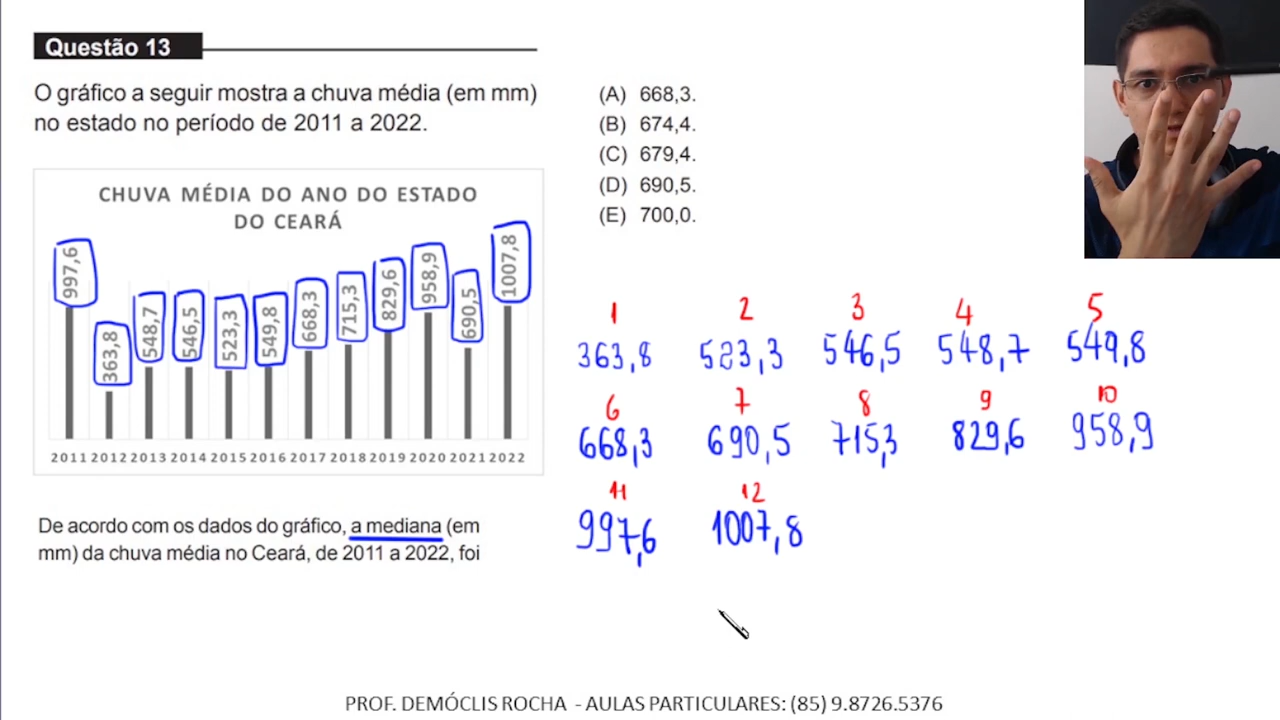 Questão 13
O gráfico a seguir mostra a chuva média (em mm)
no estado no período de 2011 a 2022.
CHUVA MÉDIA DO ANO DO ESTADO
DO CEARÁ
997,6 363,8 548,7 546,5 523,3 549,8 668,3 715,3 829,6 958,9 690,5 1007,8
2011 2012 2013 2014 2015 2016 2017 2018 2019 2020 2021 2022
De acordo com os dados do gráfico, a mediana (em
mm) da chuva média no Ceará, de 2011 a 2022, foi
(A) 668,3.
(B) 674,4.
(C) 679,4.
(D) 690,5.
(E) 700,0.
1 2 3 4 5
363,8 523,3 546,5 548,7 549,8
6 7 8 9 10
668,3 690,5 715,3 829,6 958,9
11 12
997,6 1007,8
PROF. DEMÓCLIS ROCHA - AULAS PARTICULARES: (85) 9.8726.5376